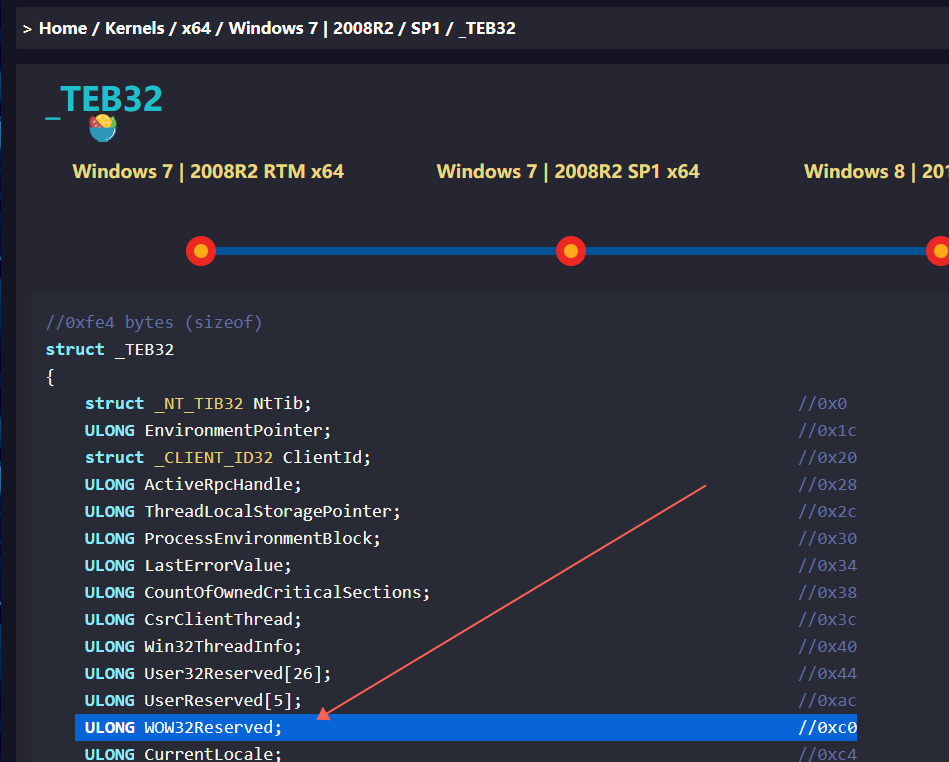 > Home / Kernels / x64 / Windows 7 | 2008R2 / SP1 / _TEB32
_TEB32
Windows 7 | 2008R2 RTM x64 Windows 7 | 2008R2 SP1 x64 Windows 8 | 201
//0xfe4 bytes (sizeof)
struct _TEB32
{
struct _NT_TIB32 NtTib; //0x0
ULONG EnvironmentPointer; //0x1c
struct _CLIENT_ID32 ClientId; //0x20
ULONG ActiveRpcHandle; //0x28
ULONG ThreadLocalStoragePointer; //0x2c
ULONG ProcessEnvironmentBlock; //0x30
ULONG LastErrorValue; //0x34
ULONG CountOfOwnedCriticalSections; //0x38
ULONG CsrClientThread; //0x3c
ULONG Win32ThreadInfo; //0x40
ULONG User32Reserved[26]; //0x44
ULONG UserReserved[5]; //0xac
ULONG WOW32Reserved; //0xc0
ULONG CurrentLocale; //0xc4